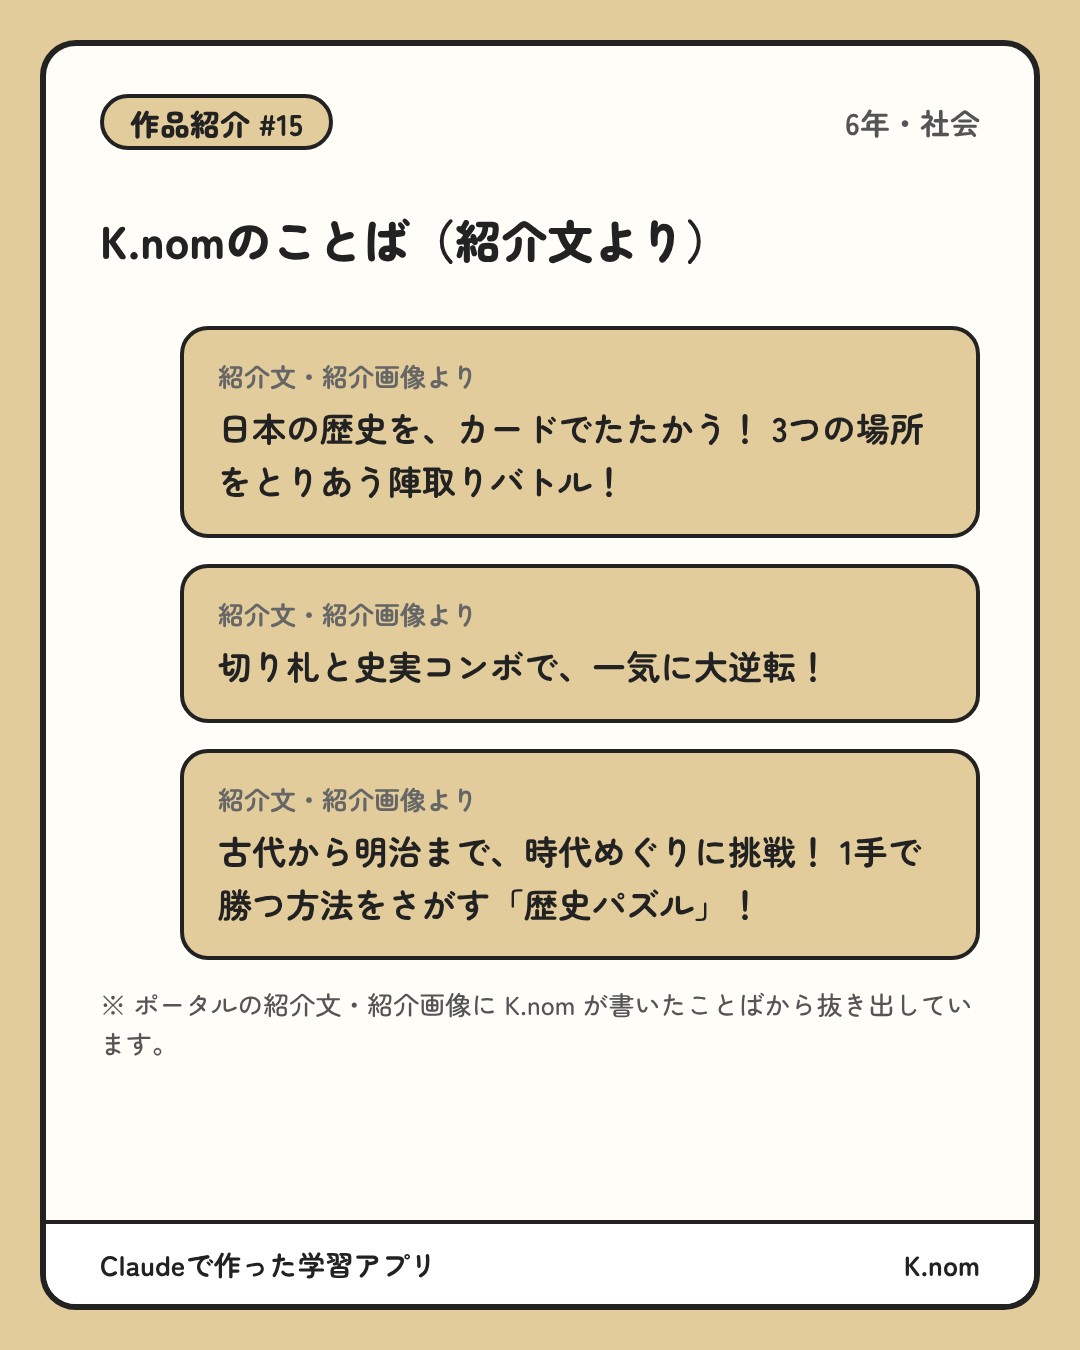 作品紹介 #15
6年・社会
K.nomのことば（紹介文より）
紹介文・紹介画像より
日本の歴史を、カードでたたかう！ 3つの場所
をとりあう陣取りバトル！
紹介文・紹介画像より
切り札と史実コンボで、一気に大逆転！
紹介文・紹介画像より
古代から明治まで、時代めぐりに挑戦！ 1手で
勝つ方法をさがす「歴史パズル」！
※ ポータルの紹介文・紹介画像に K.nom が書いたことばから抜き出してい
ます。
Claudeで作った学習アプリ
K.nom